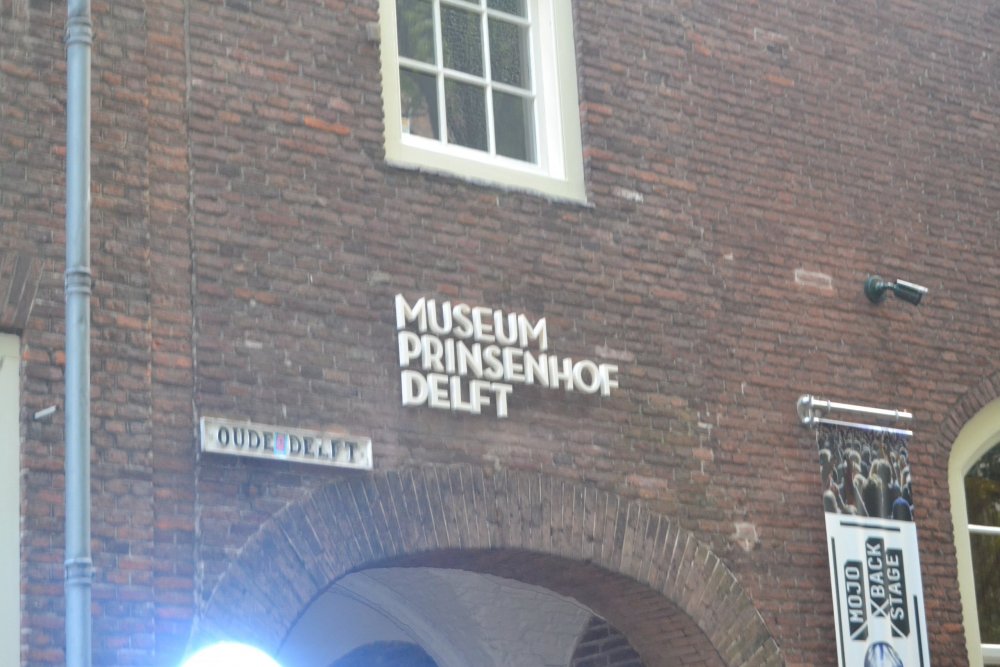 MUSEUM
PRINSENHOF
DELFT
OUDE DELFT
MOJO
X BACK
STAGE